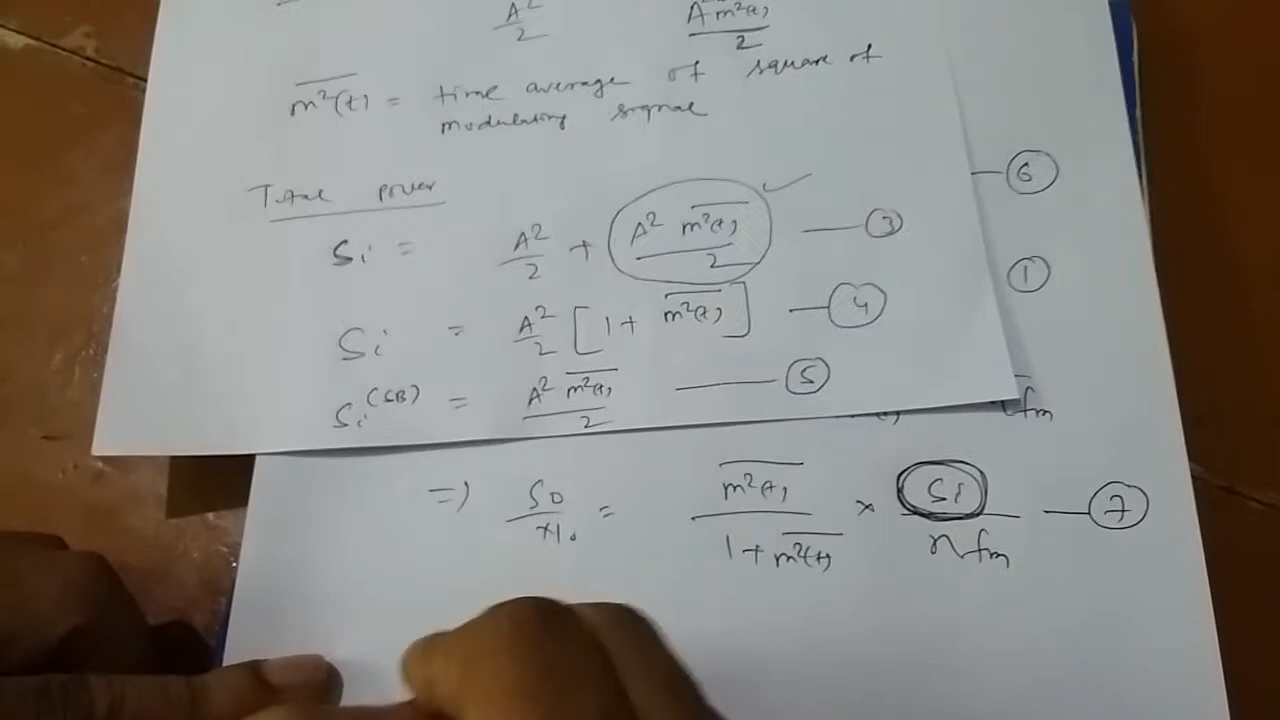 A²/2 A m²(t)/2
m²(t) = time average of square of
modulating signal
Total power
Si = A²/2 + A² m²(t)/2 — 3
Si = A²/2 [1 + m²(t)] — 4
Si(SB) = A² m²(t)/2 — 5
6
1
fm
=) So/No = m²(t)/1 + m²(t) × Si/n fm — 7